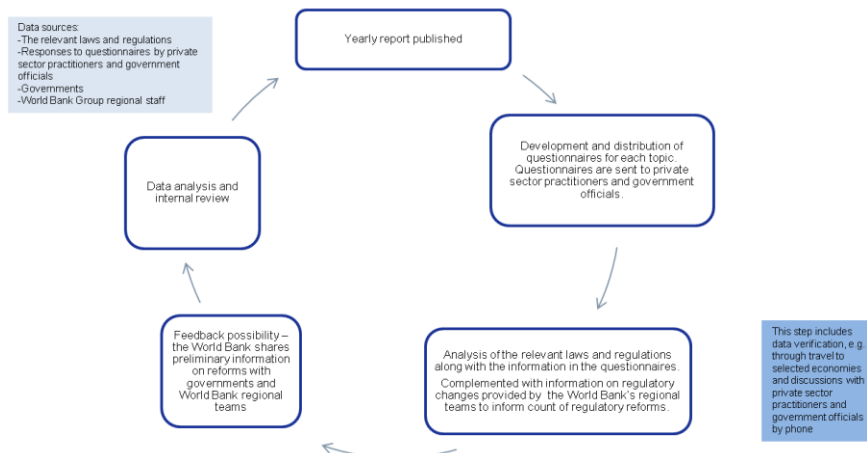 Data sources:
-The relevant laws and regulations
-Responses to questionnaires by private
sector practitioners and government
officials
-Governments
-World Bank Group regional staff
Yearly report published
Development and distribution of
questionnaires for each topic.
Questionnaires are sent to private
sector practitioners and government
officials.
Analysis of the relevant laws and regulations
along with the information in the questionnaires.
Complemented with information on regulatory
changes provided by the World Bank's regional
teams to inform count of regulatory reforms.
This step includes
data verification, e.g.
through travel to
selected economies
and discussions with
private sector
practitioners and
government officials
by phone
Feedback possibility –
the World Bank shares
preliminary information
on reforms with
governments and
World Bank regional
teams
Data analysis and
internal review